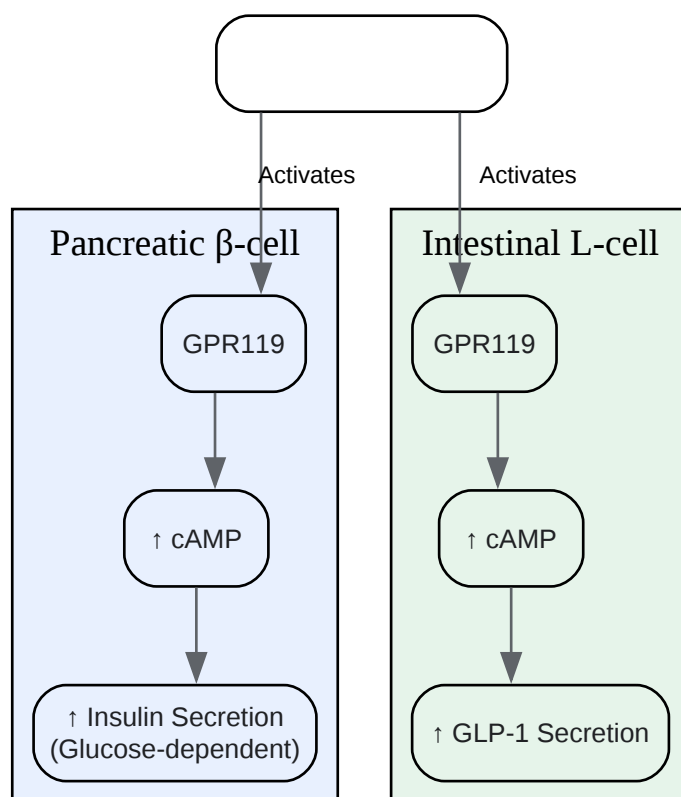 Activates
Activates
Pancreatic β-cell
Intestinal L-cell
GPR119
GPR119
↑ cAMP
↑ cAMP
↑ Insulin Secretion
(Glucose-dependent)
↑ GLP-1 Secretion